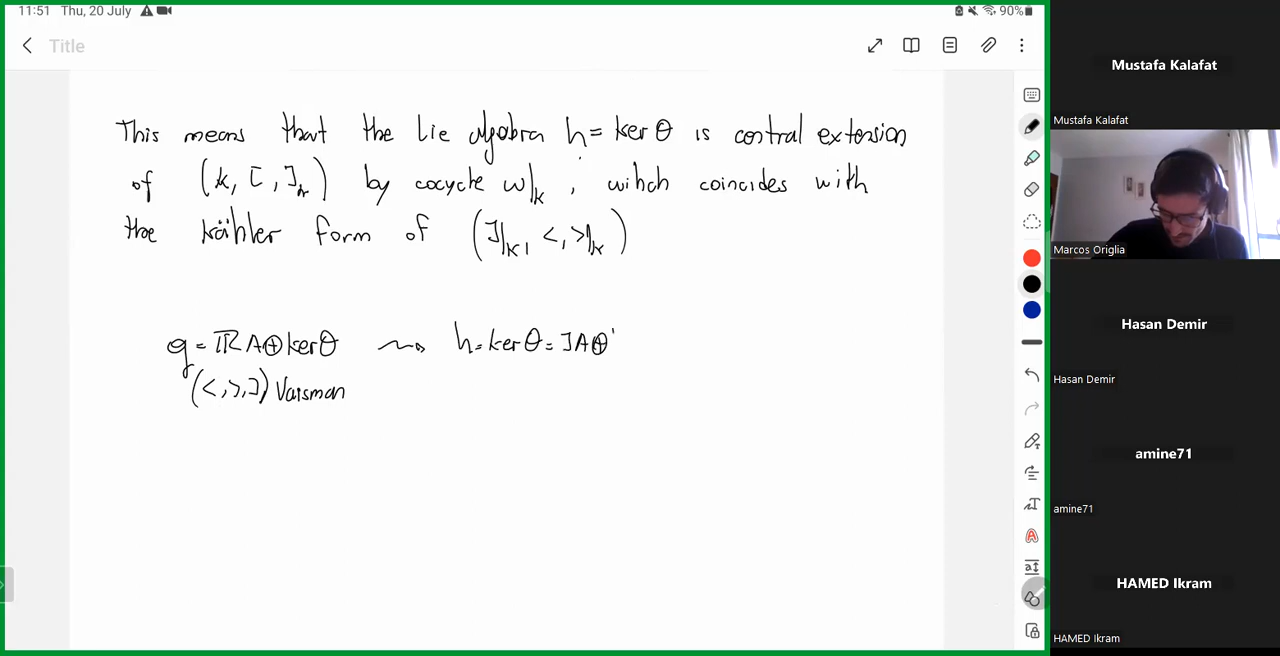 11:51 Thu, 20 July
90%
Title
This means that the Lie algebra h = ker θ is central extension
of (k, [ , ]k) by cocycle ω|k , witch coincides with
the kähler form of (J|k, < , >|k)
g = ℝA ⊕ ker θ ⇝ h = ker θ = JA ⊕
(< , >, J) Vaisman
Mustafa Kalafat
Mustafa Kalafat
Marcos Origlia
Hasan Demir
Hasan Demir
amine71
amine71
HAMED Ikram
HAMED Ikram